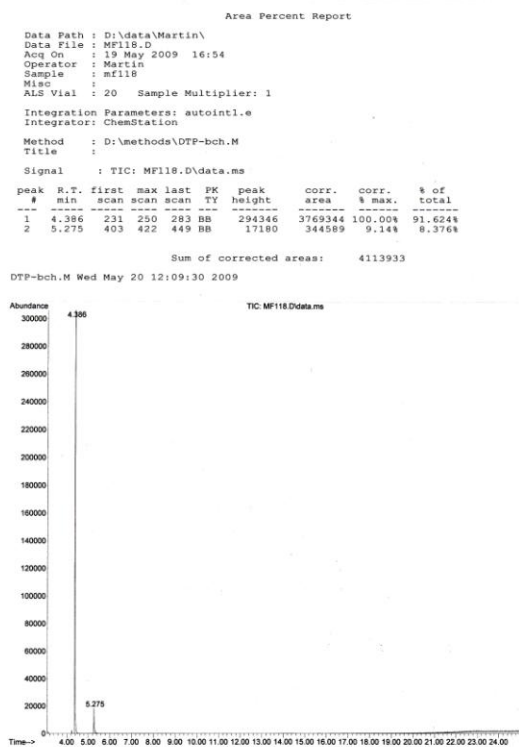 Area Percent Report
Data Path : D:\data\Martin\
Data File : MF118.D
Acq On : 19 May 2009 16:54
Operator : Martin
Sample : mf118
Misc :
ALS Vial : 20 Sample Multiplier: 1
Integration Parameters: autoint1.e
Integrator: ChemStation
Method : D:\methods\DTP-bch.M
Title :
Signal : TIC: MF118.D\data.ms
peak R.T. first max last PK peak corr. corr. % of
# min scan scan scan TY height area % max. total
--- ----- ----- ---- ---- --- ------- ------- ------ -------
1 4.386 231 250 283 BB 294346 3769344 100.00% 91.624%
2 5.275 403 422 449 BB 17180 344589 9.14% 8.376%
Sum of corrected areas: 4113933
DTP-bch.M Wed May 20 12:09:30 2009
Abundance
TIC: MF118.D\data.ms
4.386
300000
280000
260000
240000
220000
200000
180000
160000
140000
120000
100000
80000
60000
40000
20000
5.275
0
Time--> 4.00 5.00 6.00 7.00 8.00 9.00 10.00 11.00 12.00 13.00 14.00 15.00 16.00 17.00 18.00 19.00 20.00 21.00 22.00 23.00 24.00